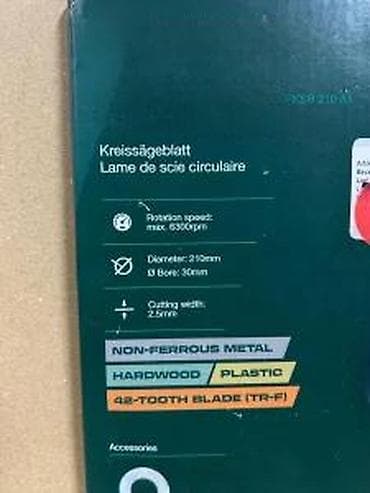 Kreissägeblatt
Lame de scie circulaire
Rotation speed:
max. 6300rpm
Diameter: 210mm
Ø Bore: 30mm
Cutting width:
2.5mm
NON-FERROUS METAL
HARDWOOD PLASTIC
42-TOOTH BLADE (TR-F)
Accessories